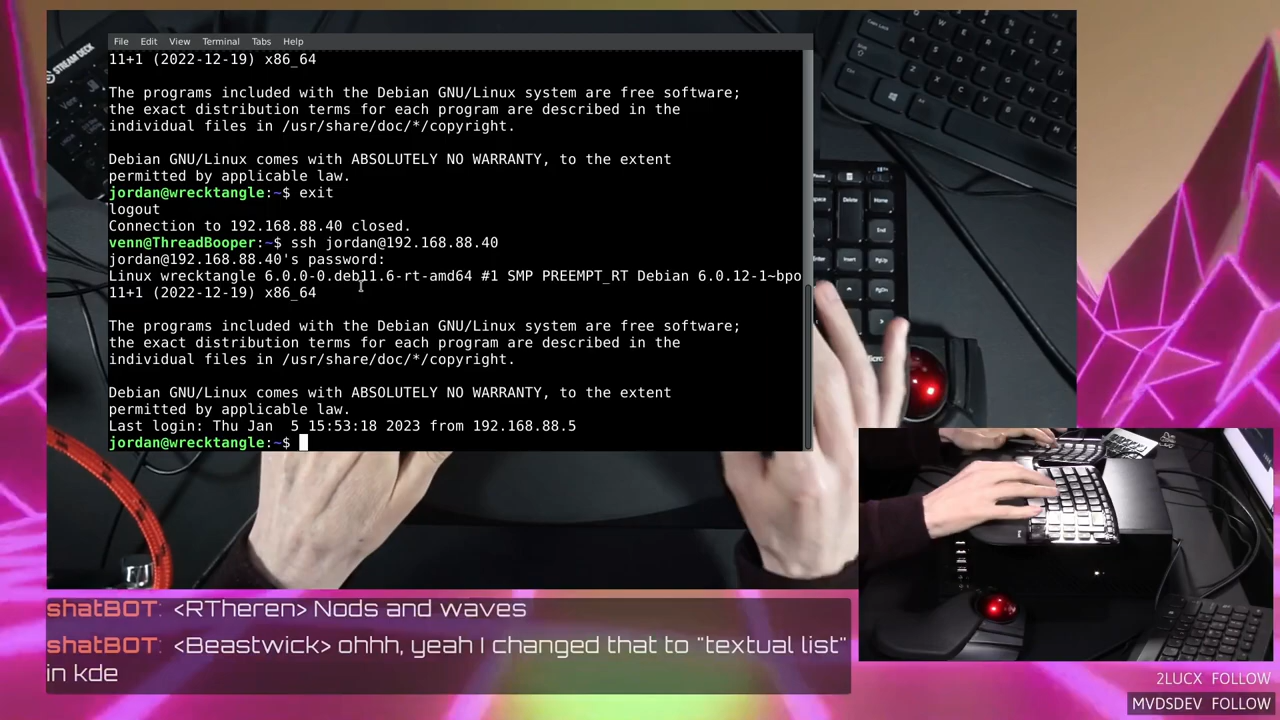 STREAM DECK
File Edit View Terminal Tabs Help
11+1 (2022-12-19) x86_64
The programs included with the Debian GNU/Linux system are free software;
the exact distribution terms for each program are described in the
individual files in /usr/share/doc/*/copyright.
Debian GNU/Linux comes with ABSOLUTELY NO WARRANTY, to the extent
permitted by applicable law.
jordan@wrecktangle:~$ exit
logout
Connection to 192.168.88.40 closed.
venn@ThreadBooper:~$ ssh jordan@192.168.88.40
jordan@192.168.88.40's password:
Linux wrecktangle 6.0.0-0.deb11.6-rt-amd64 #1 SMP PREEMPT_RT Debian 6.0.12-1~bpo
11+1 (2022-12-19) x86_64
The programs included with the Debian GNU/Linux system are free software;
the exact distribution terms for each program are described in the
individual files in /usr/share/doc/*/copyright.
Debian GNU/Linux comes with ABSOLUTELY NO WARRANTY, to the extent
permitted by applicable law.
Last login: Thu Jan  5 15:53:18 2023 from 192.168.88.5
jordan@wrecktangle:~$
shatBOT: <RTheren> Nods and waves
shatBOT: <Beastwick> ohhh, yeah I changed that to "textual list"
in kde
2LUCX FOLLOW
MVDSDEV FOLLOW